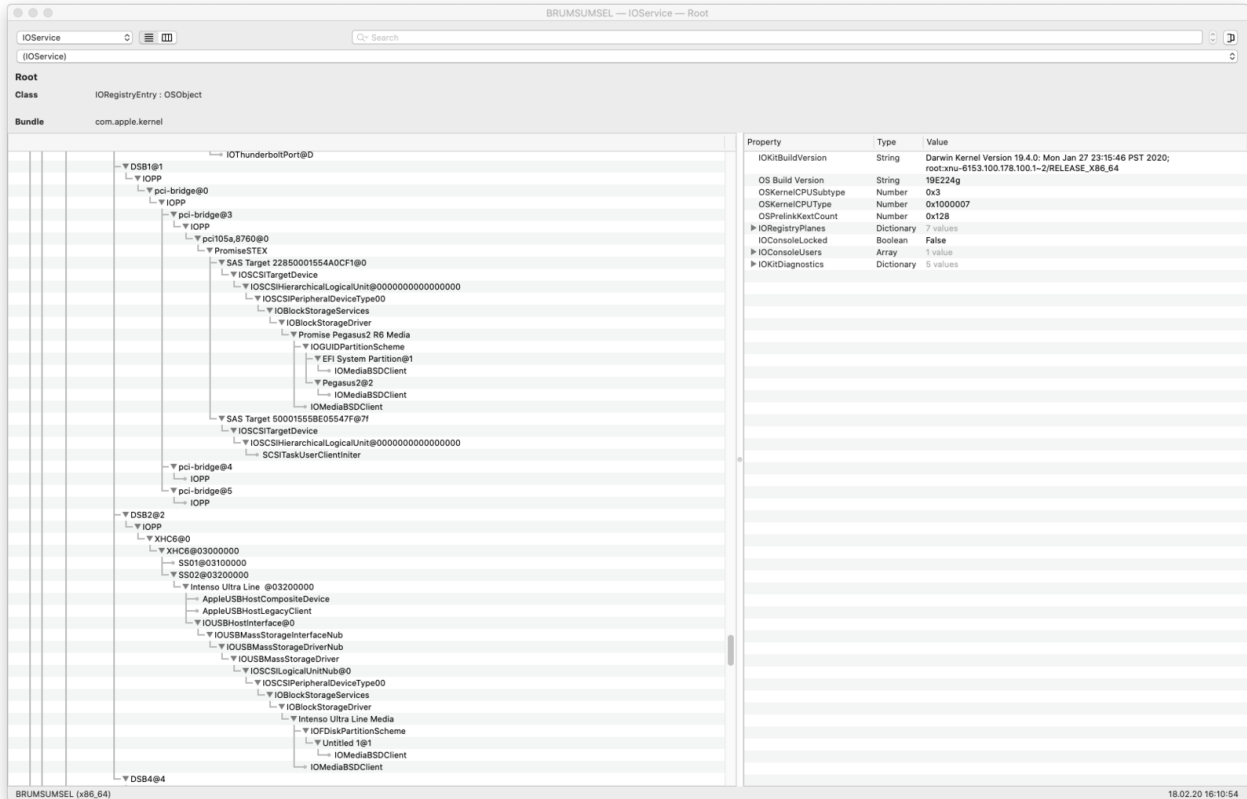 BRUMSUMSEL — IOService — Root
IOService
Search
(IOService)
Root
Class IORegistryEntry : OSObject
Bundle com.apple.kernel
IOThunderboltPort@D
DSB1@1
IOPP
pci-bridge@0
IOPP
pci-bridge@3
IOPP
pci105a,8760@0
PromiseSTEX
SAS Target 22850001554A0CF1@0
IOSCSITargetDevice
IOSCSIHierarchicalLogicalUnit@0000000000000000
IOSCSIPeripheralDeviceType00
IOBlockStorageServices
IOBlockStorageDriver
Promise Pegasus2 R6 Media
IOGUIDPartitionScheme
EFI System Partition@1
IOMediaBSDClient
Pegasus2@2
IOMediaBSDClient
IOMediaBSDClient
SAS Target 50001555BE05547F@7f
IOSCSITargetDevice
IOSCSIHierarchicalLogicalUnit@0000000000000000
SCSITaskUserClientIniter
pci-bridge@4
IOPP
pci-bridge@5
IOPP
DSB2@2
IOPP
XHC6@0
XHC6@03000000
SS01@03100000
SS02@03200000
Intenso Ultra Line @03200000
AppleUSBHostCompositeDevice
AppleUSBHostLegacyClient
IOUSBHostInterface@0
IOUSBMassStorageInterfaceNub
IOUSBMassStorageDriverNub
IOUSBMassStorageDriver
IOSCSILogicalUnitNub@0
IOSCSIPeripheralDeviceType00
IOBlockStorageServices
IOBlockStorageDriver
Intenso Ultra Line Media
IOFDiskPartitionScheme
Untitled 1@1
IOMediaBSDClient
IOMediaBSDClient
DSB4@4
Property Type Value
IOKitBuildVersion String Darwin Kernel Version 19.4.0: Mon Jan 27 23:15:46 PST 2020;
root:xnu-6153.100.178.100.1~2/RELEASE_X86_64
OS Build Version String 19E224g
OSKernelCPUSubtype Number 0x3
OSKernelCPUType Number 0x1000007
OSPrelinkKextCount Number 0x128
IORegistryPlanes Dictionary 7 values
IOConsoleLocked Boolean False
IOConsoleUsers Array 1 value
IOKitDiagnostics Dictionary 5 values
BRUMSUMSEL (x86_64) 18.02.20 16:10:54